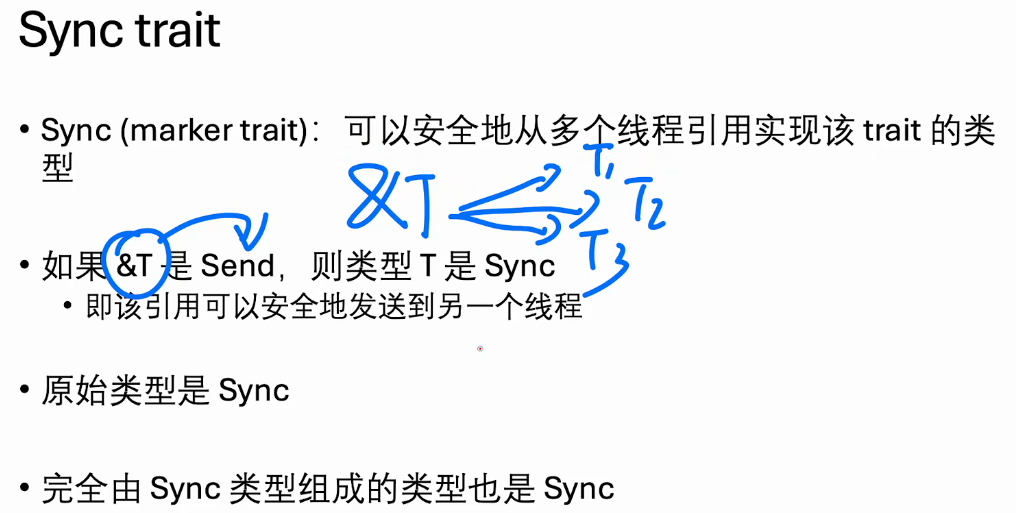 Sync trait
• Sync (marker trait)： 可以安全地从多个线程引用实现该 trait 的类
型
&T T1
T2
T3
• 如果 &T 是 Send，则类型 T 是 Sync
• 即该引用可以安全地发送到另一个线程
• 原始类型是 Sync
• 完全由 Sync 类型组成的类型也是 Sync